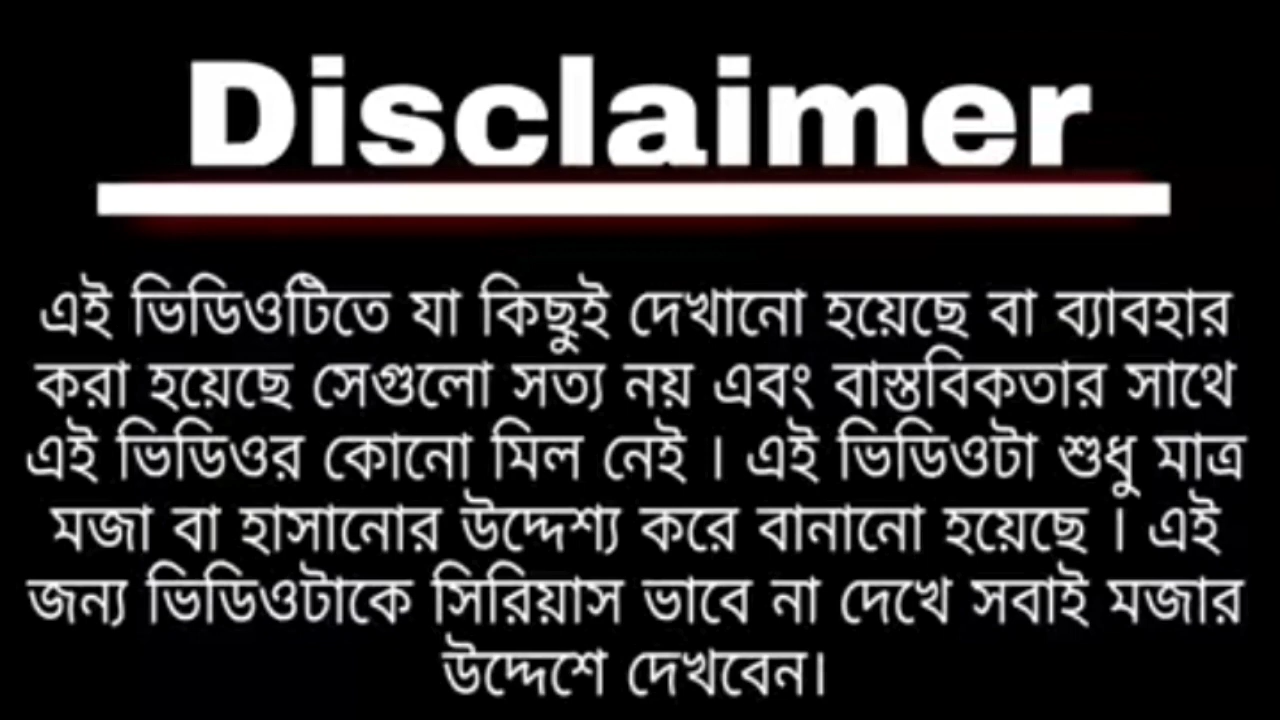 Disclaimer
এই ভিডিওটিতে যা কিছুই দেখানো হয়েছে বা ব্যাবহার
করা হয়েছে সেগুলো সত্য নয় এবং বাস্তবিকতার সাথে
এই ভিডিওর কোনো মিল নেই । এই ভিডিওটা শুধু মাত্র
মজা বা হাসানোর উদ্দেশ্য করে বানানো হয়েছে । এই
জন্য ভিডিওটাকে সিরিয়াস ভাবে না দেখে সবাই মজার
উদ্দেশে দেখবেন।